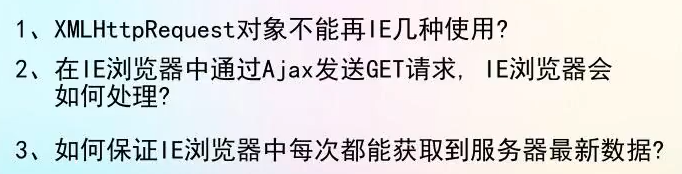 1、XMLHttpRequest对象不能再IE几种使用?
2、在IE浏览器中通过Ajax发送GET请求, IE浏览器会
如何处理?
3、如何保证IE浏览器中每次都能获取到服务器最新数据?